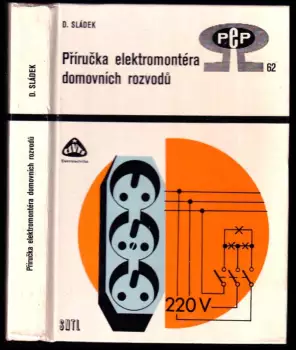 D. SLÁDEK
PEP
Příručka elektromontéra
domovních rozvodů
62
D. SLÁDEK
Příručka elektromontéra domovních rozvodů
220 V
SNTL